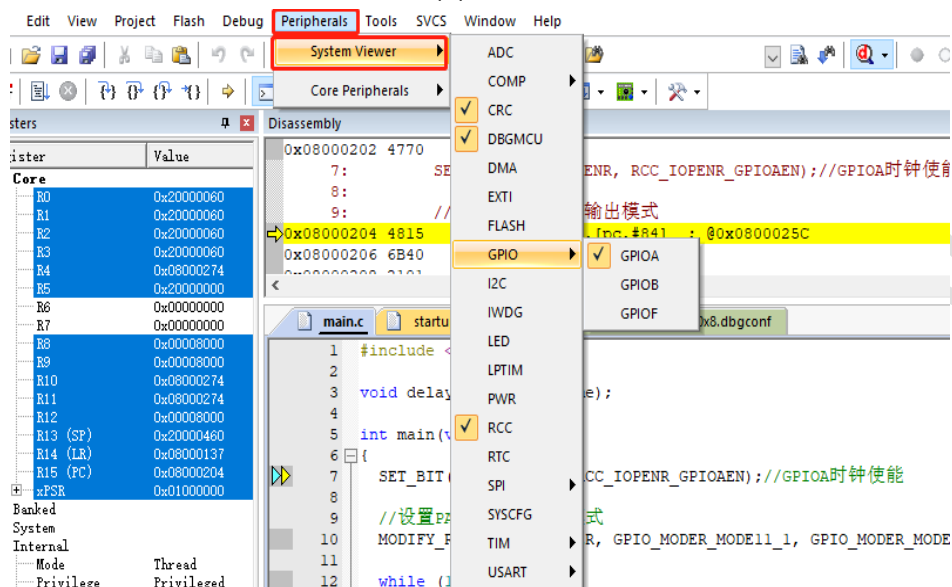 Edit View Project Flash Debug Peripherals Tools SVCS Window Help
System Viewer
Core Peripherals
ADC
COMP
CRC
DBGMCU
DMA
EXTI
FLASH
GPIO
I2C
IWDG
LED
LPTIM
PWR
RCC
RTC
SPI
SYSCFG
TIM
USART
GPIOA
GPIOB
GPIOF
sters
ister Value
Core
R0 0x20000060
R1 0x20000060
R2 0x20000060
R3 0x20000060
R4 0x08000274
R5 0x20000000
R6 0x00000000
R7 0x00000000
R8 0x00008000
R9 0x00008000
R10 0x08000274
R11 0x08000274
R12 0x00008000
R13 (SP) 0x20000460
R14 (LR) 0x08000137
R15 (PC) 0x08000204
xPSR 0x01000000
Banked
System
Internal
Mode Thread
Privilege Privileged
Disassembly
0x08000202 4770
7: SE ENR, RCC_IOPENR_GPIOAEN);//GPIOA时钟使能
8:
9: // 输出模式
0x08000204 4815 [pc,#84] ; @0x0800025C
0x08000206 6B40
main.c startu 0x8.dbgconf
1 #include <
2
3 void delay e);
4
5 int main(v
6 {
7 SET_BIT( CC_IOPENR_GPIOAEN);//GPIOA时钟使能
8
9 //设置PA 式
10 MODIFY_R R, GPIO_MODER_MODE11_1, GPIO_MODER_MODE
11
12 while (1